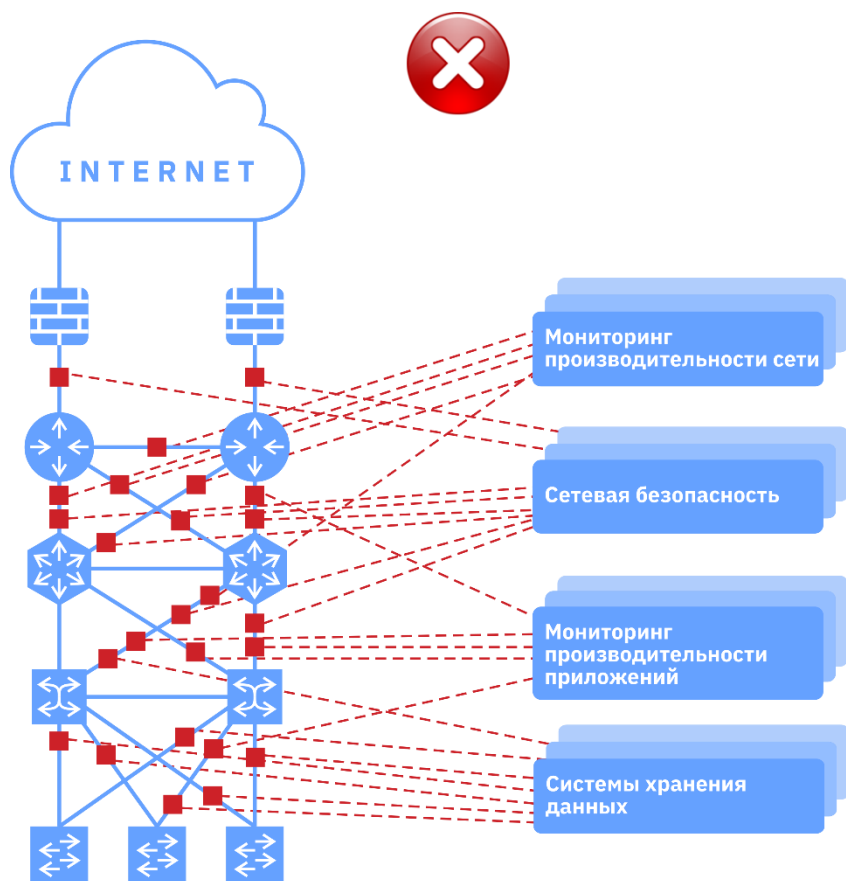 INTERNET
Мониторинг
производительности сети
Сетевая безопасность
Мониторинг
производительности
приложений
Системы хранения
данных